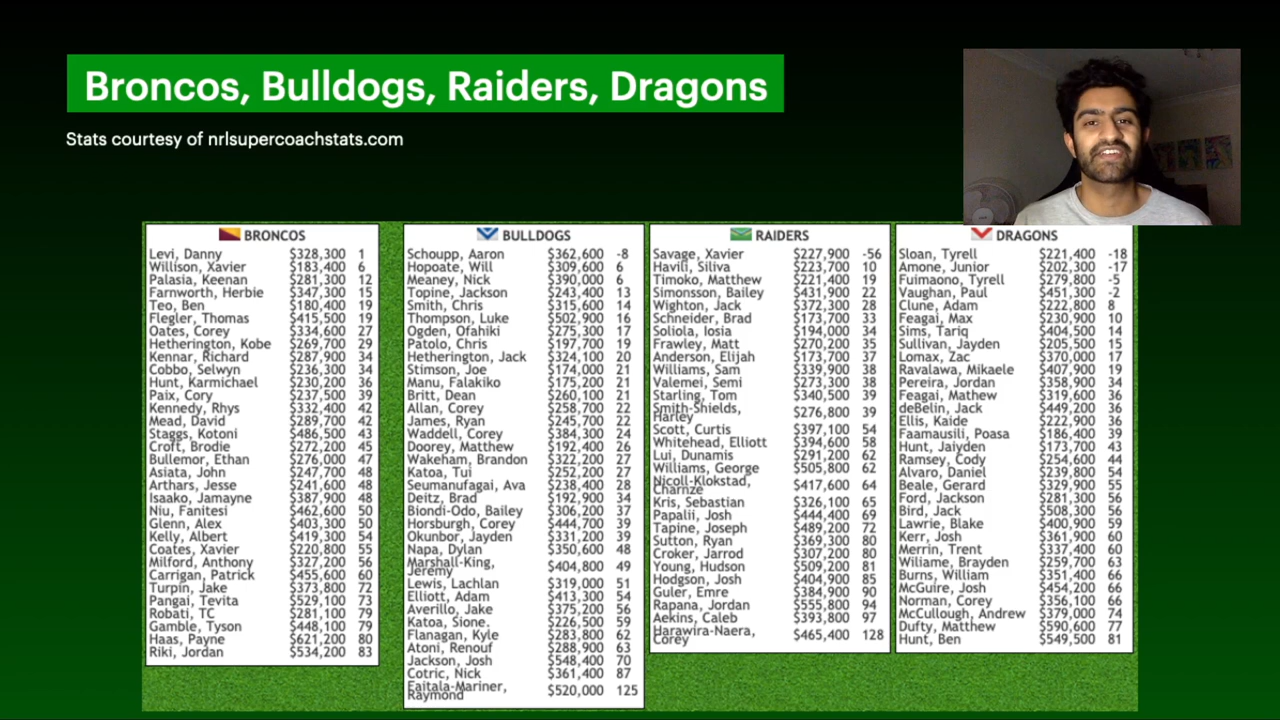 Broncos, Bulldogs, Raiders, Dragons
Stats courtesy of nrlsupercoachstats.com
BRONCOS
Levi, Danny $328,300 1
Willison, Xavier $183,400 6
Palasia, Keenan $281,300 12
Farnworth, Herbie $347,300 15
Teo, Ben $180,400 19
Flegler, Thomas $415,500 19
Oates, Corey $334,600 27
Hetherington, Kobe $269,700 29
Kennar, Richard $287,900 34
Cobbo, Selwyn $236,300 34
Hunt, Karmichael $230,200 36
Paix, Cory $237,500 39
Kennedy, Rhys $332,400 42
Mead, David $289,700 42
Staggs, Kotoni $486,500 43
Croft, Brodie $272,200 45
Bullemor, Ethan $276,000 47
Asiata, John $247,700 48
Arthars, Jesse $241,600 48
Isaako, Jamayne $387,900 48
Niu, Fanitesi $462,600 50
Glenn, Alex $403,300 50
Kelly, Albert $419,300 54
Coates, Xavier $220,800 55
Milford, Anthony $327,200 56
Carrigan, Patrick $455,600 60
Turpin, Jake $373,800 72
Pangai, Tevita $529,100 73
Robati, TC $281,100 79
Gamble, Tyson $448,100 79
Haas, Payne $621,200 80
Riki, Jordan $534,200 83
BULLDOGS
Schoupp, Aaron $362,600 -8
Hopoate, Will $309,600 6
Meaney, Nick $390,000 6
Topine, Jackson $243,400 13
Smith, Chris $315,600 14
Thompson, Luke $502,900 16
Ogden, Ofahiki $275,300 17
Patolo, Chris $197,700 19
Hetherington, Jack $324,100 20
Stimson, Joe $174,000 21
Manu, Falakiko $175,200 21
Britt, Dean $260,100 21
Allan, Corey $258,700 22
James, Ryan $245,700 22
Waddell, Corey $384,300 24
Doorey, Matthew $192,400 26
Wakeham, Brandon $322,200 27
Katoa, Tui $252,200 27
Seumanufagai, Ava $238,400 28
Deitz, Brad $192,900 34
Biondi-Odo, Bailey $306,200 37
Horsburgh, Corey $444,700 39
Okunbor, Jayden $331,200 39
Napa, Dylan $350,600 48
Marshall-King,
Jeremy $404,800 49
Lewis, Lachlan $319,000 51
Elliott, Adam $413,300 54
Averillo, Jake $375,200 56
Katoa, Sione. $226,500 59
Flanagan, Kyle $283,800 62
Atoni, Renouf $288,900 63
Jackson, Josh $548,400 70
Cotric, Nick $361,400 87
Faitala-Mariner,
Raymond $520,000 125
RAIDERS
Savage, Xavier $227,900 -56
Havili, Siliva $223,700 10
Timoko, Matthew $221,400 19
Simonsson, Bailey $431,900 22
Wighton, Jack $372,300 28
Schneider, Brad $173,700 33
Soliola, Iosia $194,000 34
Frawley, Matt $270,200 35
Anderson, Elijah $173,700 37
Williams, Sam $339,900 38
Valemei, Semi $273,300 38
Starling, Tom $340,500 39
Smith-Shields,
Harley $276,800 39
Scott, Curtis $397,100 54
Whitehead, Elliott $394,600 58
Lui, Dunamis $291,200 62
Williams, George $505,800 62
Nicoll-Klokstad,
Charnze $417,600 64
Kris, Sebastian $326,100 65
Papalii, Josh $444,400 69
Tapine, Joseph $489,200 72
Sutton, Ryan $369,300 80
Croker, Jarrod $307,200 80
Young, Hudson $509,200 81
Hodgson, Josh $404,900 85
Guler, Emre $384,900 90
Rapana, Jordan $555,800 94
Aekins, Caleb $393,800 97
Harawira-Naera,
Corey $465,400 128
DRAGONS
Sloan, Tyrell $221,400 -18
Amone, Junior $202,300 -17
Fuimaono, Tyrell $279,800 -5
Vaughan, Paul $451,300 -2
Clune, Adam $222,800 8
Feagai, Max $230,900 10
Sims, Tariq $404,500 14
Sullivan, Jayden $205,500 15
Lomax, Zac $370,000 17
Ravalawa, Mikaele $407,900 19
Pereira, Jordan $358,900 34
Feagai, Mathew $319,600 36
deBelin, Jack $449,200 36
Ellis, Kaide $222,900 36
Faamausili, Poasa $186,400 39
Hunt, Jaiyden $173,700 43
Ramsey, Cody $254,600 44
Alvaro, Daniel $239,800 54
Beale, Gerard $329,900 55
Ford, Jackson $281,300 56
Bird, Jack $508,300 56
Lawrie, Blake $400,900 59
Kerr, Josh $361,900 60
Merrin, Trent $337,400 60
Wiliame, Brayden $259,700 63
Burns, William $351,400 66
McGuire, Josh $454,200 66
Norman, Corey $356,100 66
McCullough, Andrew $379,000 74
Dufty, Matthew $590,600 77
Hunt, Ben $549,500 81